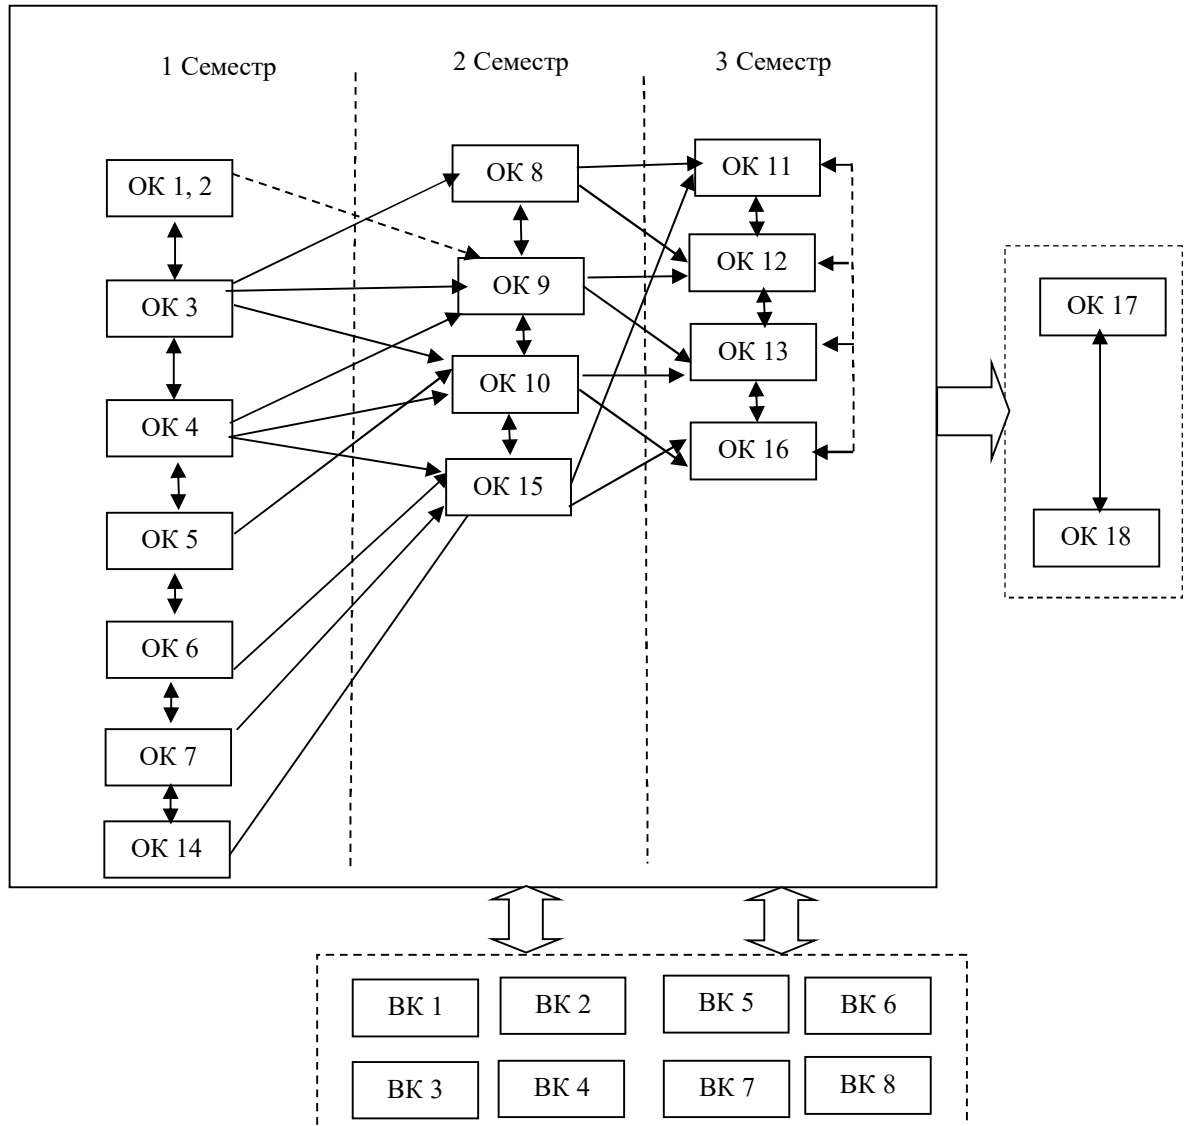 1 Семестр
2 Семестр
3 Семестр
ОК 1, 2
ОК 3
ОК 4
ОК 5
ОК 6
ОК 7
ОК 14
ОК 8
ОК 9
ОК 10
ОК 15
ОК 11
ОК 12
ОК 13
ОК 16
ОК 17
ОК 18
ВК 1
ВК 2
ВК 5
ВК 6
ВК 3
ВК 4
ВК 7
ВК 8